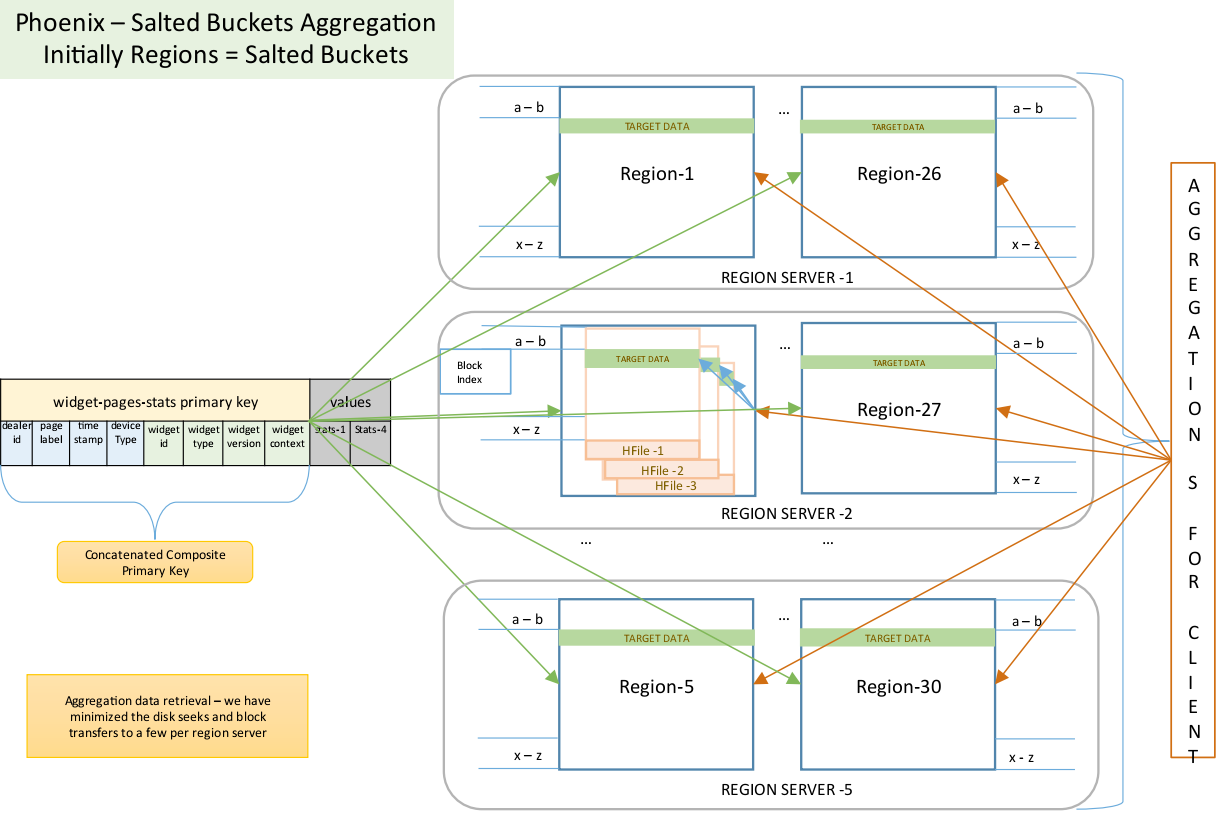 Phoenix – Salted Buckets Aggregation
Initially Regions = Salted Buckets
a – b
TARGET DATA
Region-1
x – z
...
TARGET DATA
Region-26
a – b
x – z
REGION SERVER -1
a – b
Block
Index
x – z
TARGET DATA
HFile -1
HFile -2
HFile -3
...
TARGET DATA
Region-27
a – b
x – z
REGION SERVER -2
...
...
a – b
TARGET DATA
Region-5
x – z
...
TARGET DATA
Region-30
a – b
x - z
REGION SERVER -5
widget-pages-stats primary key
values
dealer
id
page
label
time
stamp
device
Type
widget
id
widget
type
widget
version
widget
context
Stats-1
Stats-4
Concatenated Composite
Primary Key
Aggregation data retrieval – we have
minimized the disk seeks and block
transfers to a few per region server
AGGREGATION
S
FOR
CLIENT